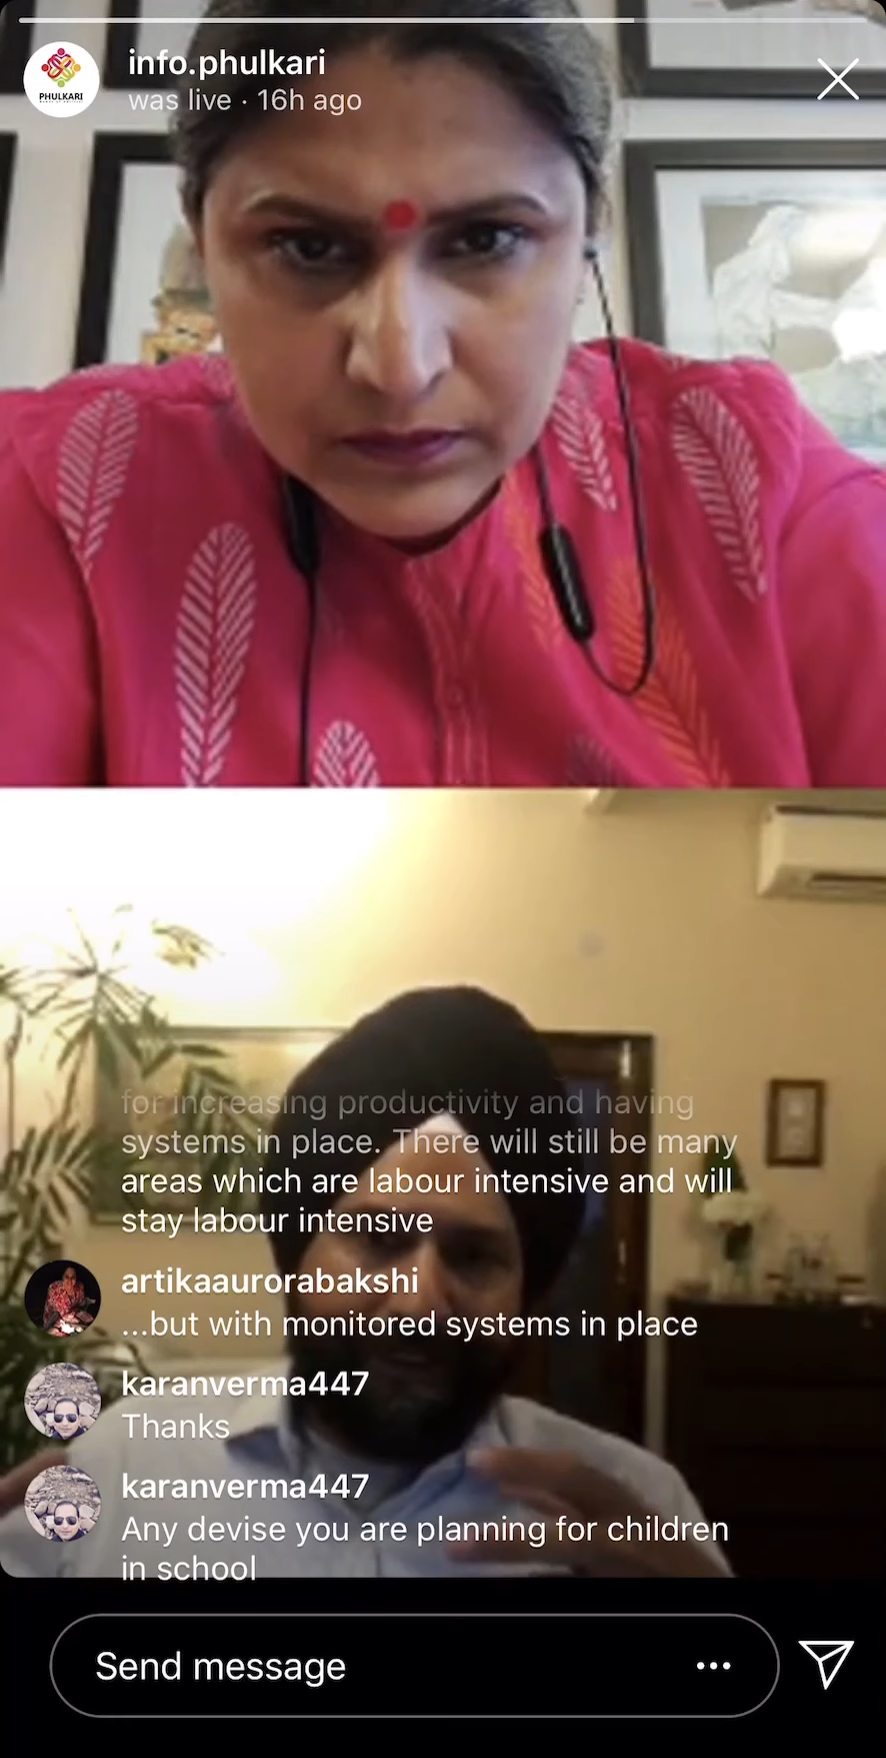 info.phulkari
was live · 16h ago
PHULKARI
for increasing productivity and having
systems in place. There will still be many
areas which are labour intensive and will
stay labour intensive
artikaaurorabakshi
...but with monitored systems in place
karanverma447
Thanks
karanverma447
Any devise you are planning for children
in school
Send message